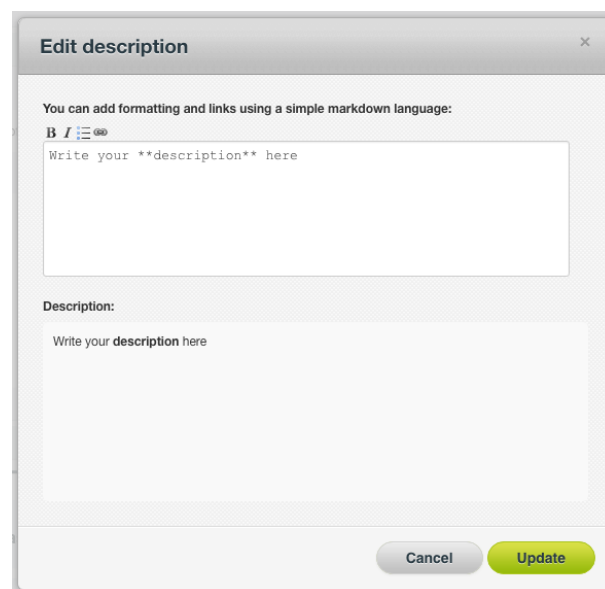 Edit description
×
You can add formatting and links using a simple markdown language:
B I
Write your **description** here
Description:
Write your description here
Cancel Update